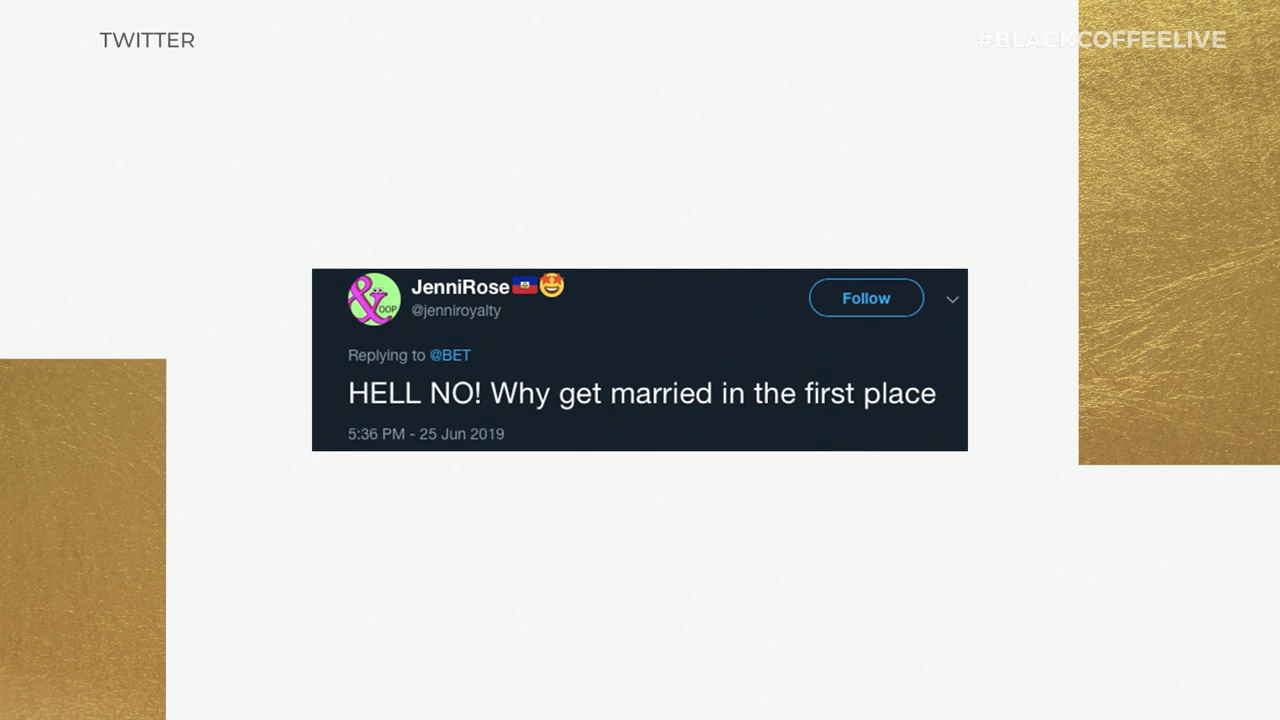 TWITTER
#BLACKCOFFEELIVE
&
OOP
JenniRose🇭🇹🤩
@jenniroyalty
Follow
Replying to @BET
HELL NO! Why get married in the first place
5:36 PM - 25 Jun 2019